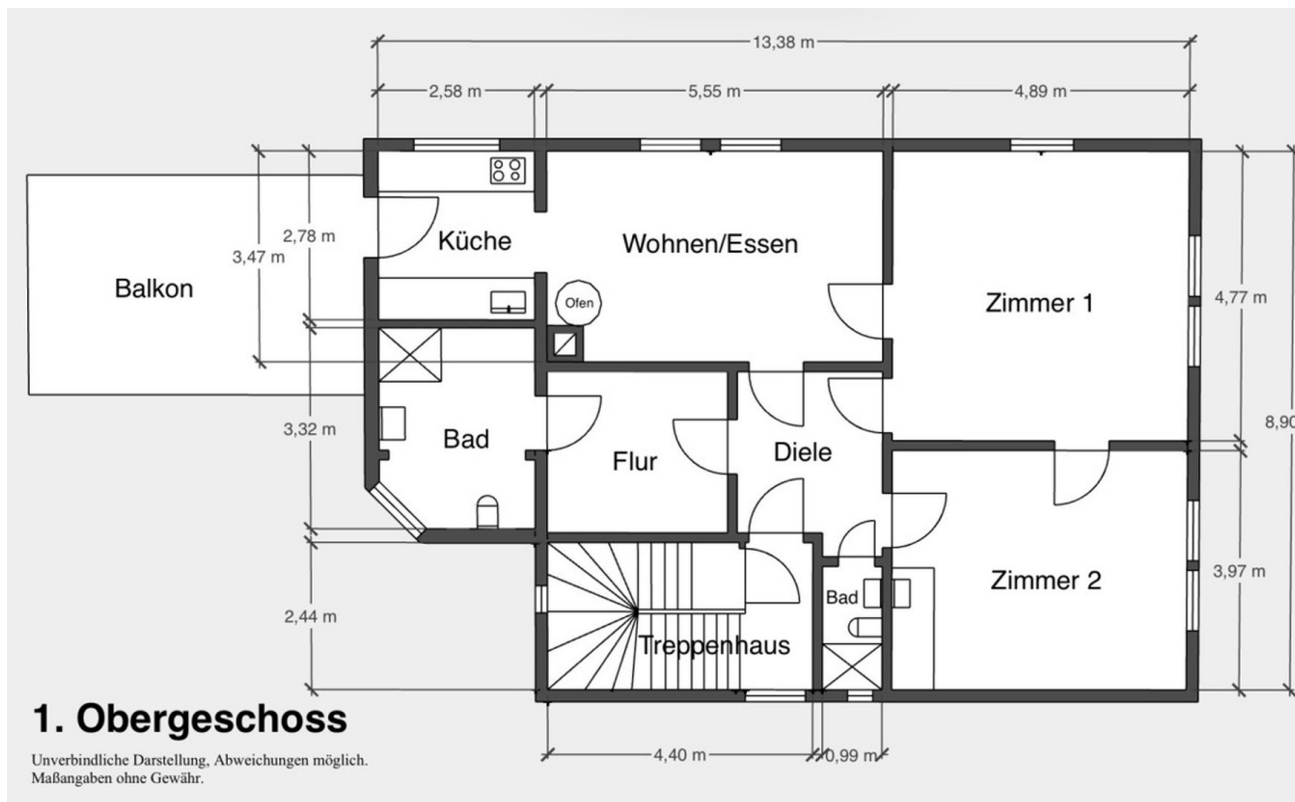 13,38 m
2,58 m
5,55 m
4,89 m
2,78 m
3,47 m
Küche
Wohnen/Essen
Balkon
Ofen
Zimmer 1
4,77 m
8,90
3,32 m
Bad
Flur
Diele
Zimmer 2
3,97 m
Bad
2,44 m
Treppenhaus
1. Obergeschoss
4,40 m
0,99 m
Unverbindliche Darstellung, Abweichungen möglich.
Maßangaben ohne Gewähr.